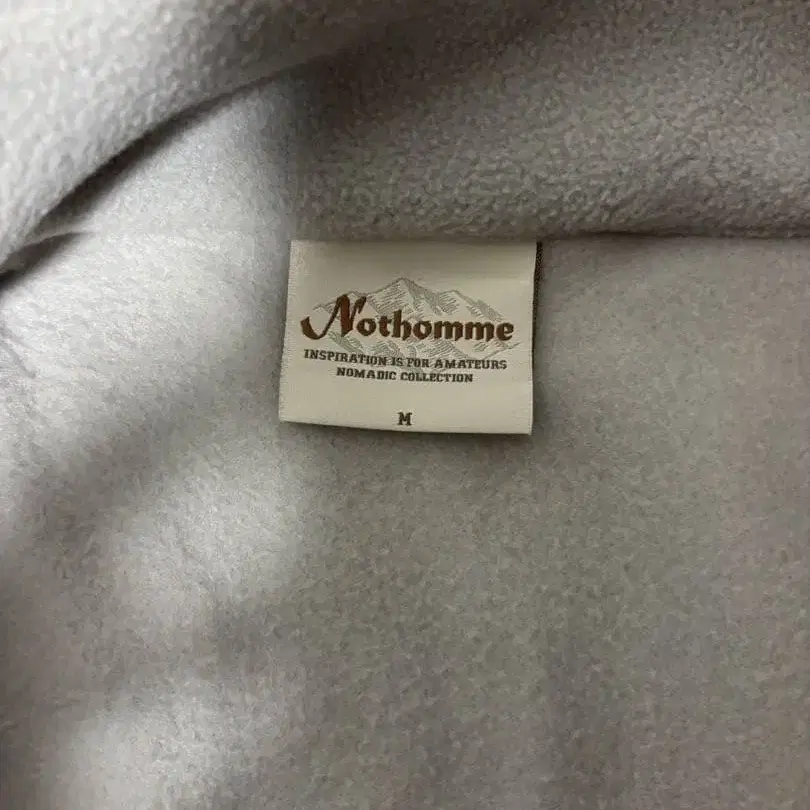 Nothomme
INSPIRATION IS FOR AMATEURS
NOMADIC COLLECTION
M